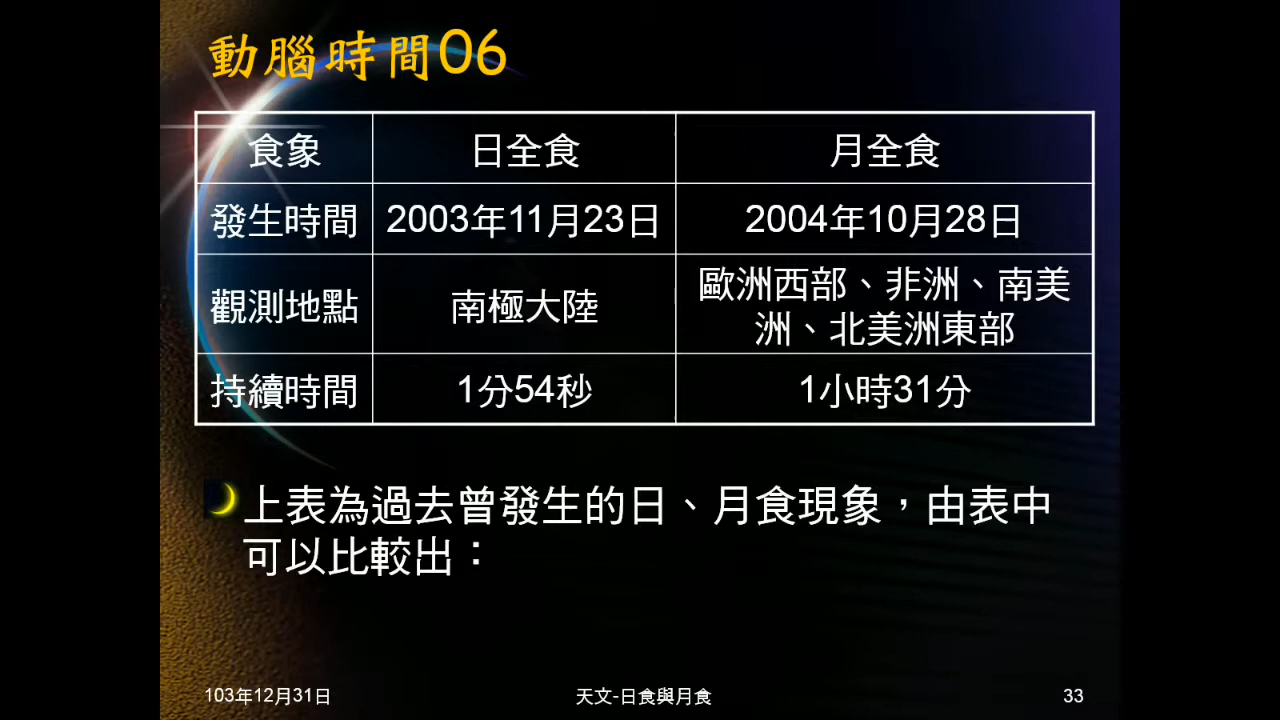 動腦時間06
食象 日全食 月全食
發生時間 2003年11月23日 2004年10月28日
觀測地點 南極大陸 歐洲西部、非洲、南美
洲、北美洲東部
持續時間 1分54秒 1小時31分
上表為過去曾發生的日、月食現象，由表中
可以比較出：
103年12月31日 天文-日食與月食 33